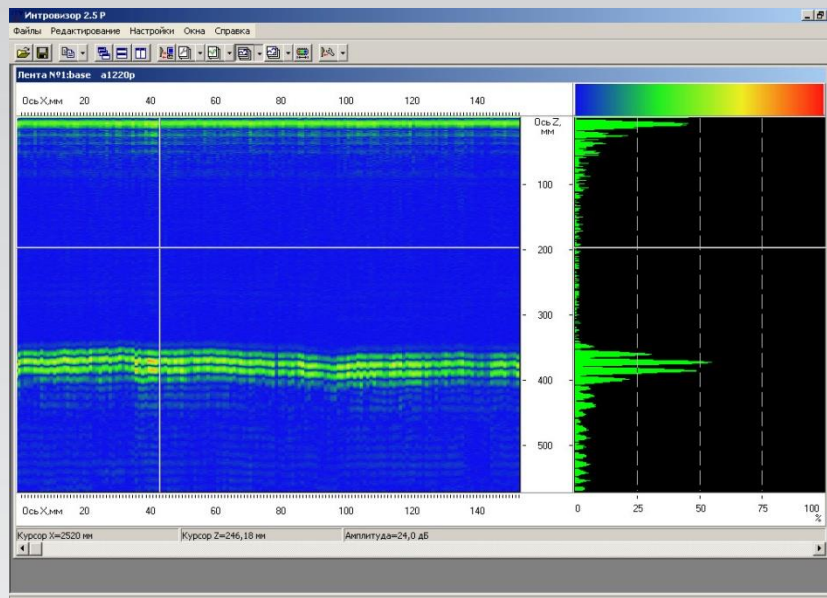 Интровизор 2.5 P
Файлы Редактирование Настройки Окна Справка
Лента №1:base a1220p
Ось X,мм 20 40 60 80 100 120 140
Ось Z, мм
100
200
300
400
500
Ось X,мм 20 40 60 80 100 120 140
0 25 50 75 100 %
Курсор X=2520 мм Курсор Z=246,18 мм Амплитуда=24,0 дБ